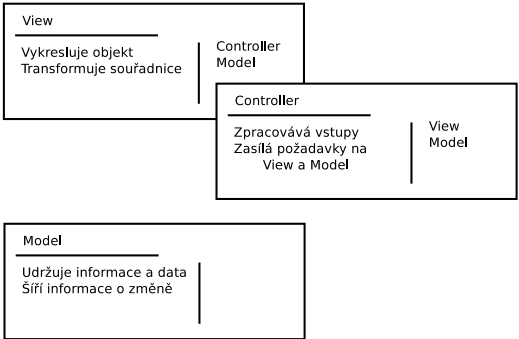 View
Vykresluje objekt
Transformuje souřadnice
Controller
Model
Controller
Zpracovává vstupy
Zasílá požadavky na
View a Model
View
Model
Model
Udržuje informace a data
Šíří informace o změně